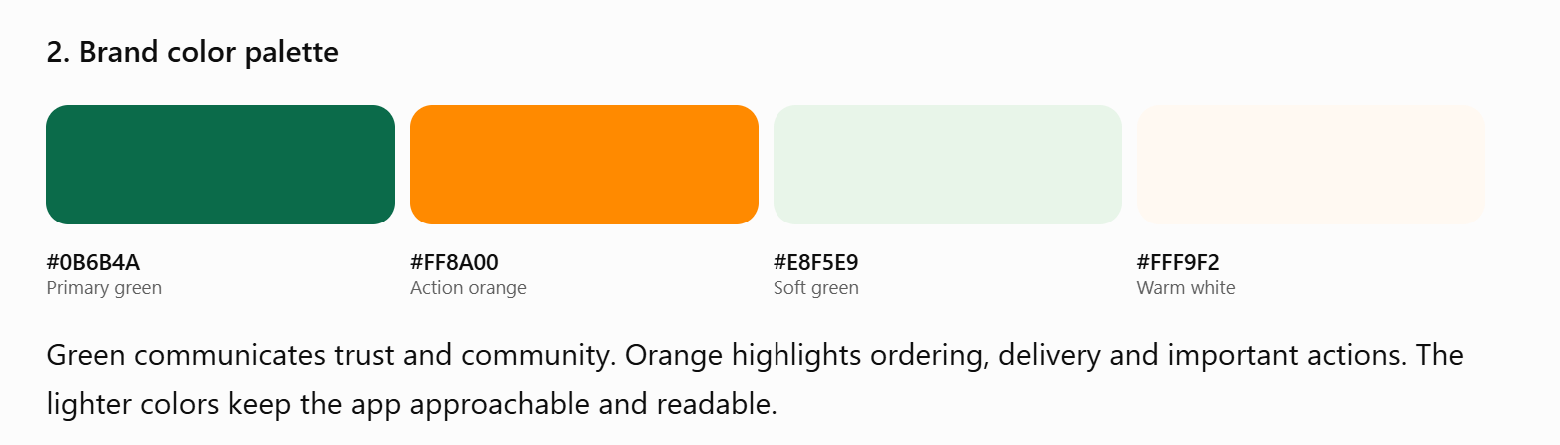 2. Brand color palette
#0B6B4A
Primary green
#FF8A00
Action orange
#E8F5E9
Soft green
#FFF9F2
Warm white
Green communicates trust and community. Orange highlights ordering, delivery and important actions. The
lighter colors keep the app approachable and readable.